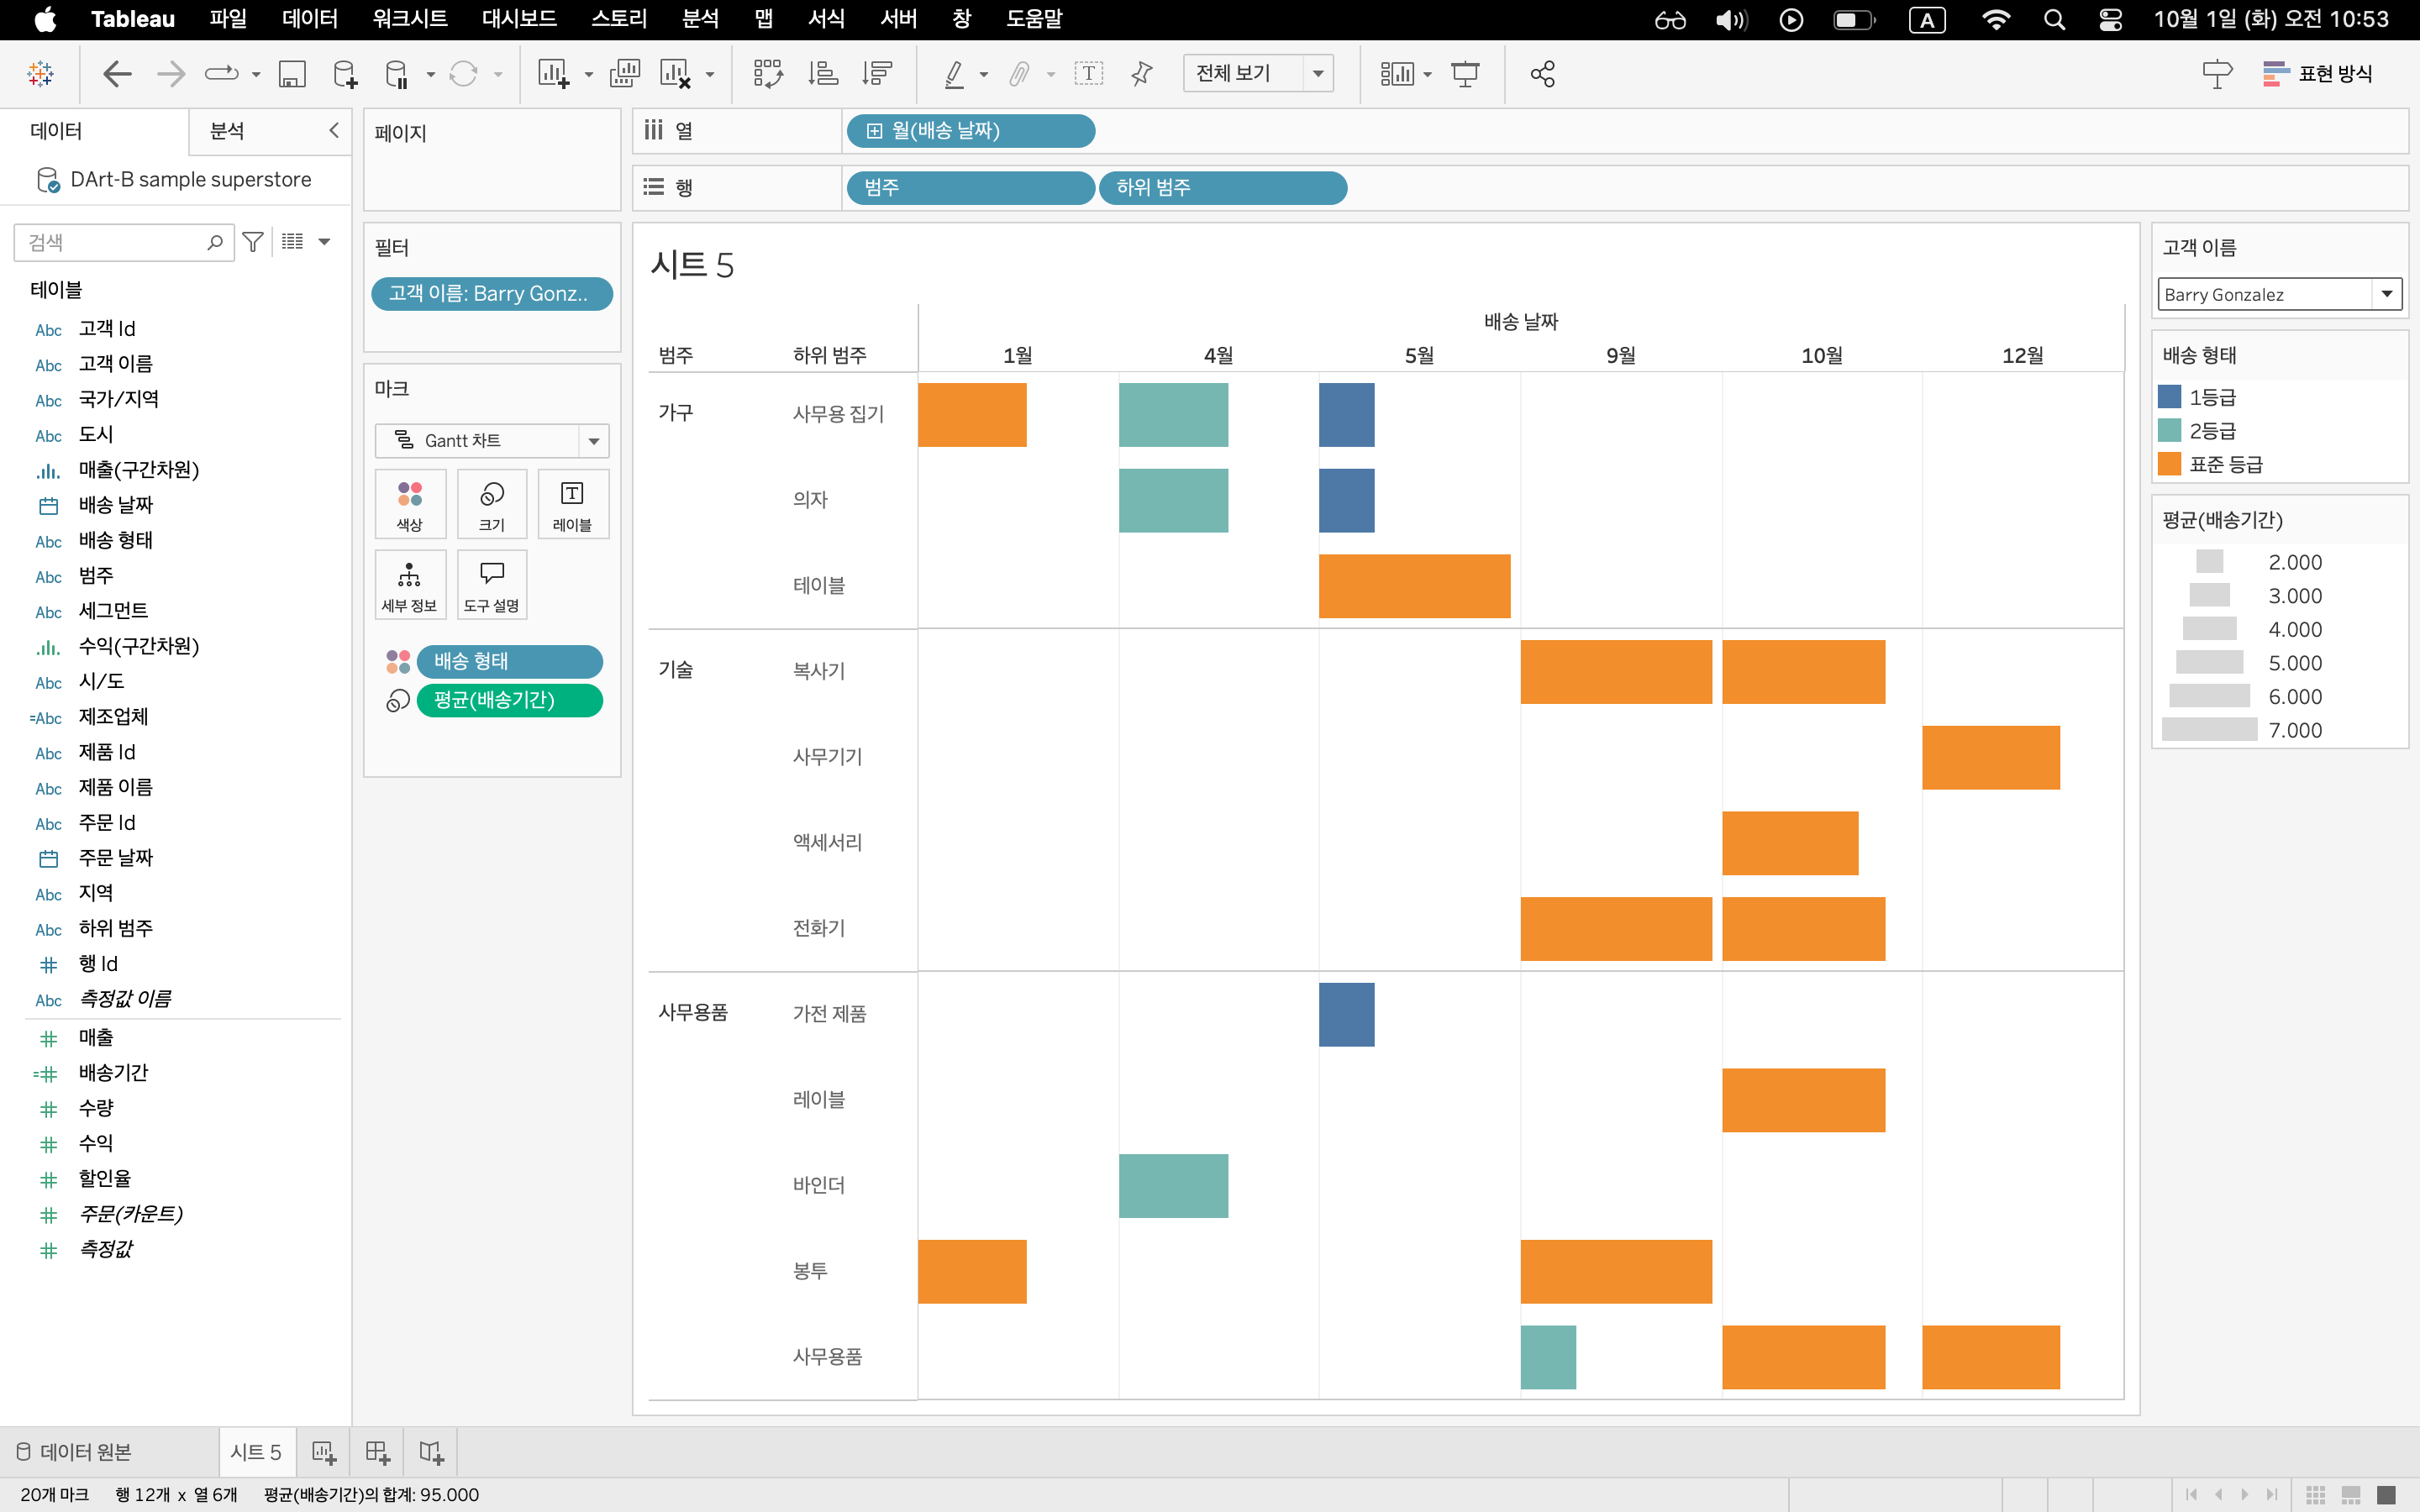 Tableau 파일 데이터 워크시트 대시보드 스토리 분석 맵 서식 서버 창 도움말 A 10월 1일 (화) 오전 10:53
전체 보기 표현 방식
데이터 분석
DArt-B sample superstore
검색
테이블
Abc 고객 Id
Abc 고객 이름
Abc 국가/지역
Abc 도시
매출(구간차원)
배송 날짜
Abc 배송 형태
Abc 범주
Abc 세그먼트
수익(구간차원)
Abc 시/도
=Abc 제조업체
Abc 제품 Id
Abc 제품 이름
Abc 주문 Id
주문 날짜
Abc 지역
Abc 하위 범주
# 행 Id
Abc 측정값 이름
# 매출
=# 배송기간
# 수량
# 수익
# 할인율
# 주문(카운트)
# 측정값
페이지
필터
고객 이름: Barry Gonz..
마크
Gantt 차트
색상 크기 레이블
세부 정보 도구 설명
배송 형태
평균(배송기간)
열 월(배송 날짜)
행 범주 하위 범주
시트 5
배송 날짜
범주 하위 범주 1월 4월 5월 9월 10월 12월
가구 사무용 집기
의자
테이블
기술 복사기
사무기기
액세서리
전화기
사무용품 가전 제품
레이블
바인더
봉투
사무용품
고객 이름
Barry Gonzalez
배송 형태
1등급
2등급
표준 등급
평균(배송기간)
2.000
3.000
4.000
5.000
6.000
7.000
데이터 원본 시트 5
20개 마크 행 12개 x 열 6개 평균(배송기간)의 합계: 95.000